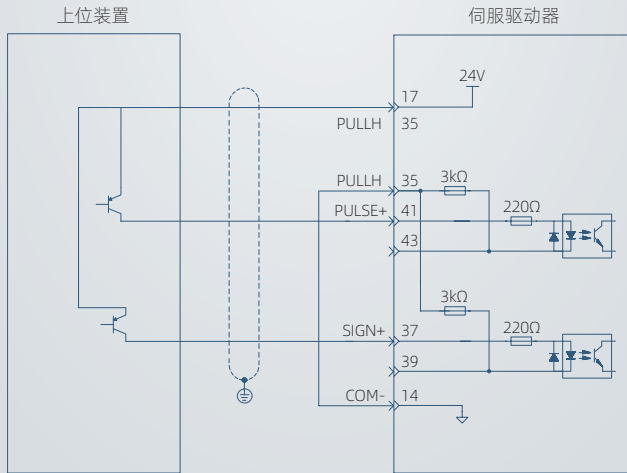 上位装置
伺服驱动器
24V
17
PULLH 35
PULLH 35 3kΩ
PULSE+ 41 220Ω
43
3kΩ
SIGN+ 37 220Ω
39
COM- 14